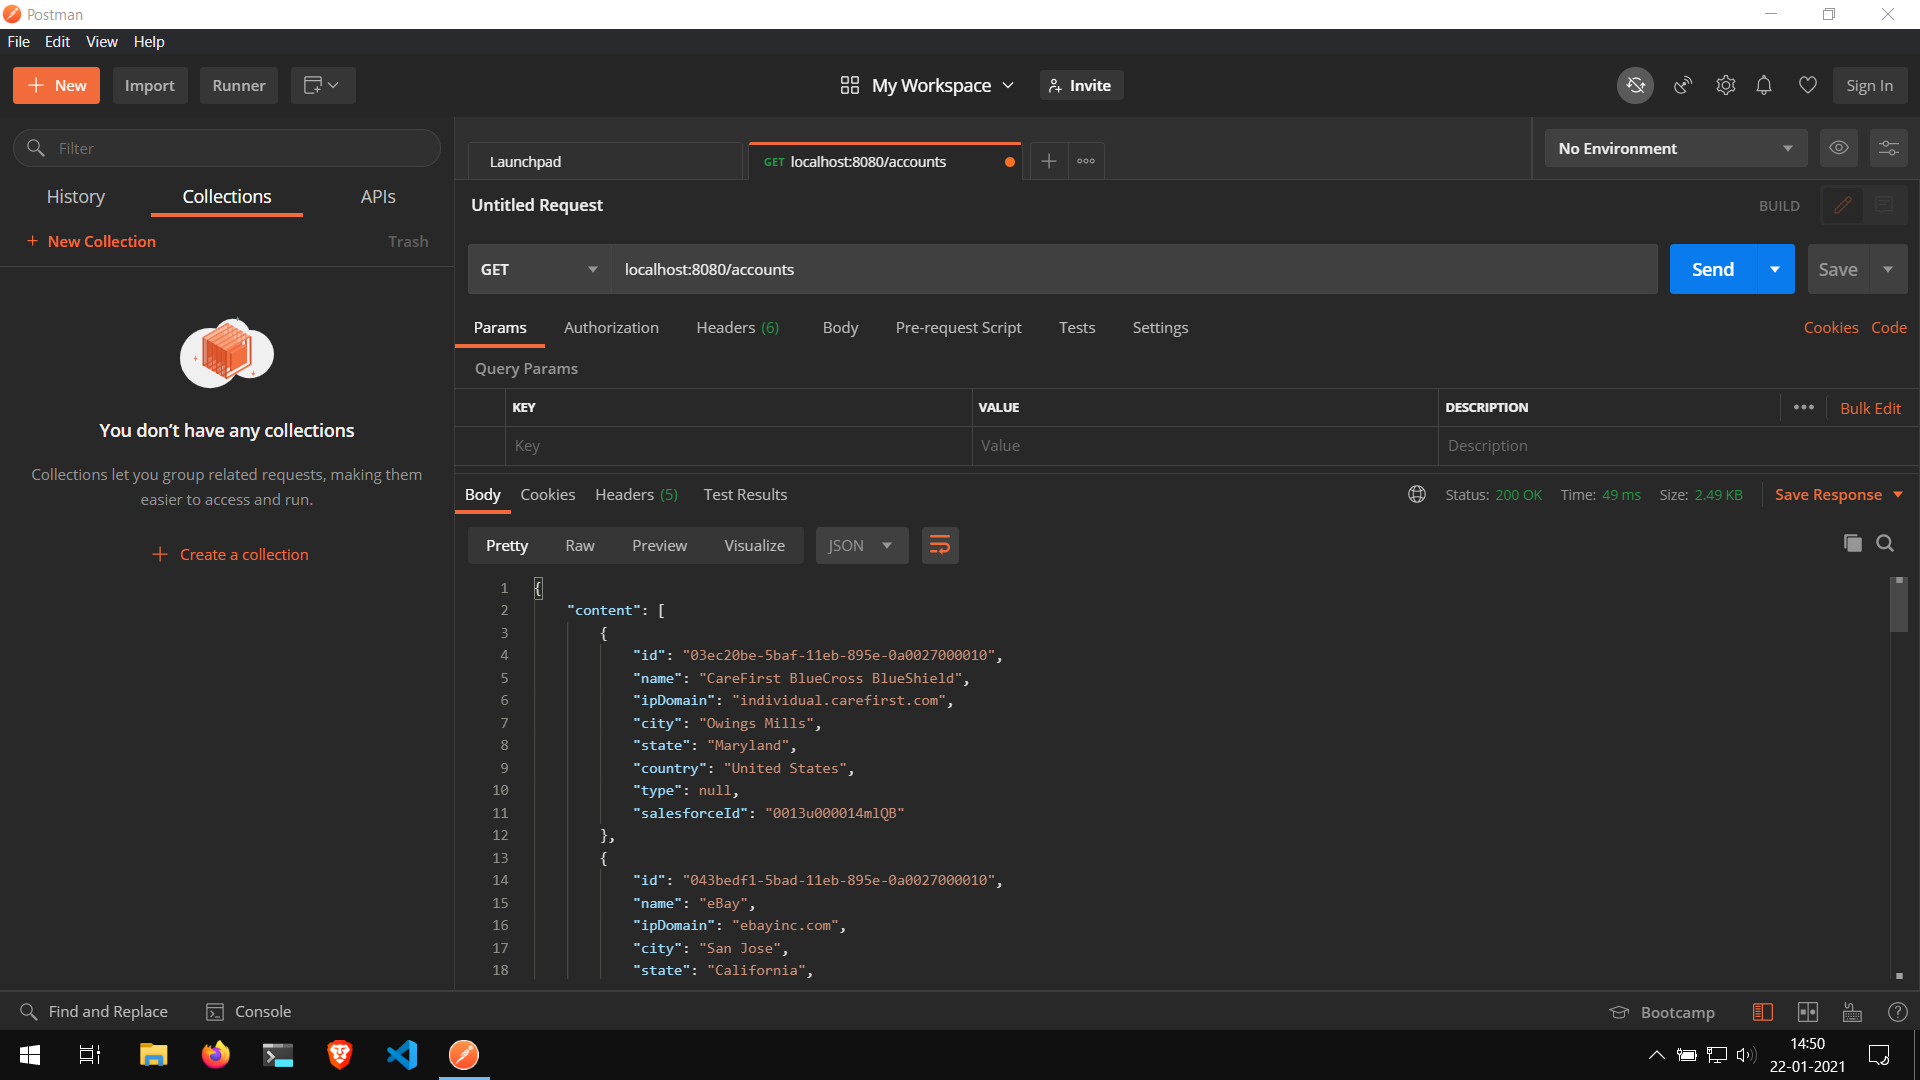 Postman
File Edit View Help
New Import Runner My Workspace Invite Sign In
Filter
History Collections APIs
+ New Collection Trash
You don’t have any collections
Collections let you group related requests, making them
easier to access and run.
+ Create a collection
Launchpad GET localhost:8080/accounts No Environment
Untitled Request BUILD
GET localhost:8080/accounts Send Save
Params Authorization Headers (6) Body Pre-request Script Tests Settings Cookies Code
Query Params
KEY VALUE DESCRIPTION ••• Bulk Edit
Key Value Description
Body Cookies Headers (5) Test Results Status: 200 OK Time: 49 ms Size: 2.49 KB Save Response
Pretty Raw Preview Visualize JSON
1 {
2 "content": [
3 {
4 "id": "03ec20be-5baf-11eb-895e-0a0027000010",
5 "name": "CareFirst BlueCross BlueShield",
6 "ipDomain": "individual.carefirst.com",
7 "city": "Owings Mills",
8 "state": "Maryland",
9 "country": "United States",
10 "type": null,
11 "salesforceId": "0013u000014mlQB"
12 },
13 {
14 "id": "043bedf1-5bad-11eb-895e-0a0027000010",
15 "name": "eBay",
16 "ipDomain": "ebayinc.com",
17 "city": "San Jose",
18 "state": "California",
Find and Replace Console Bootcamp
14:50
22-01-2021